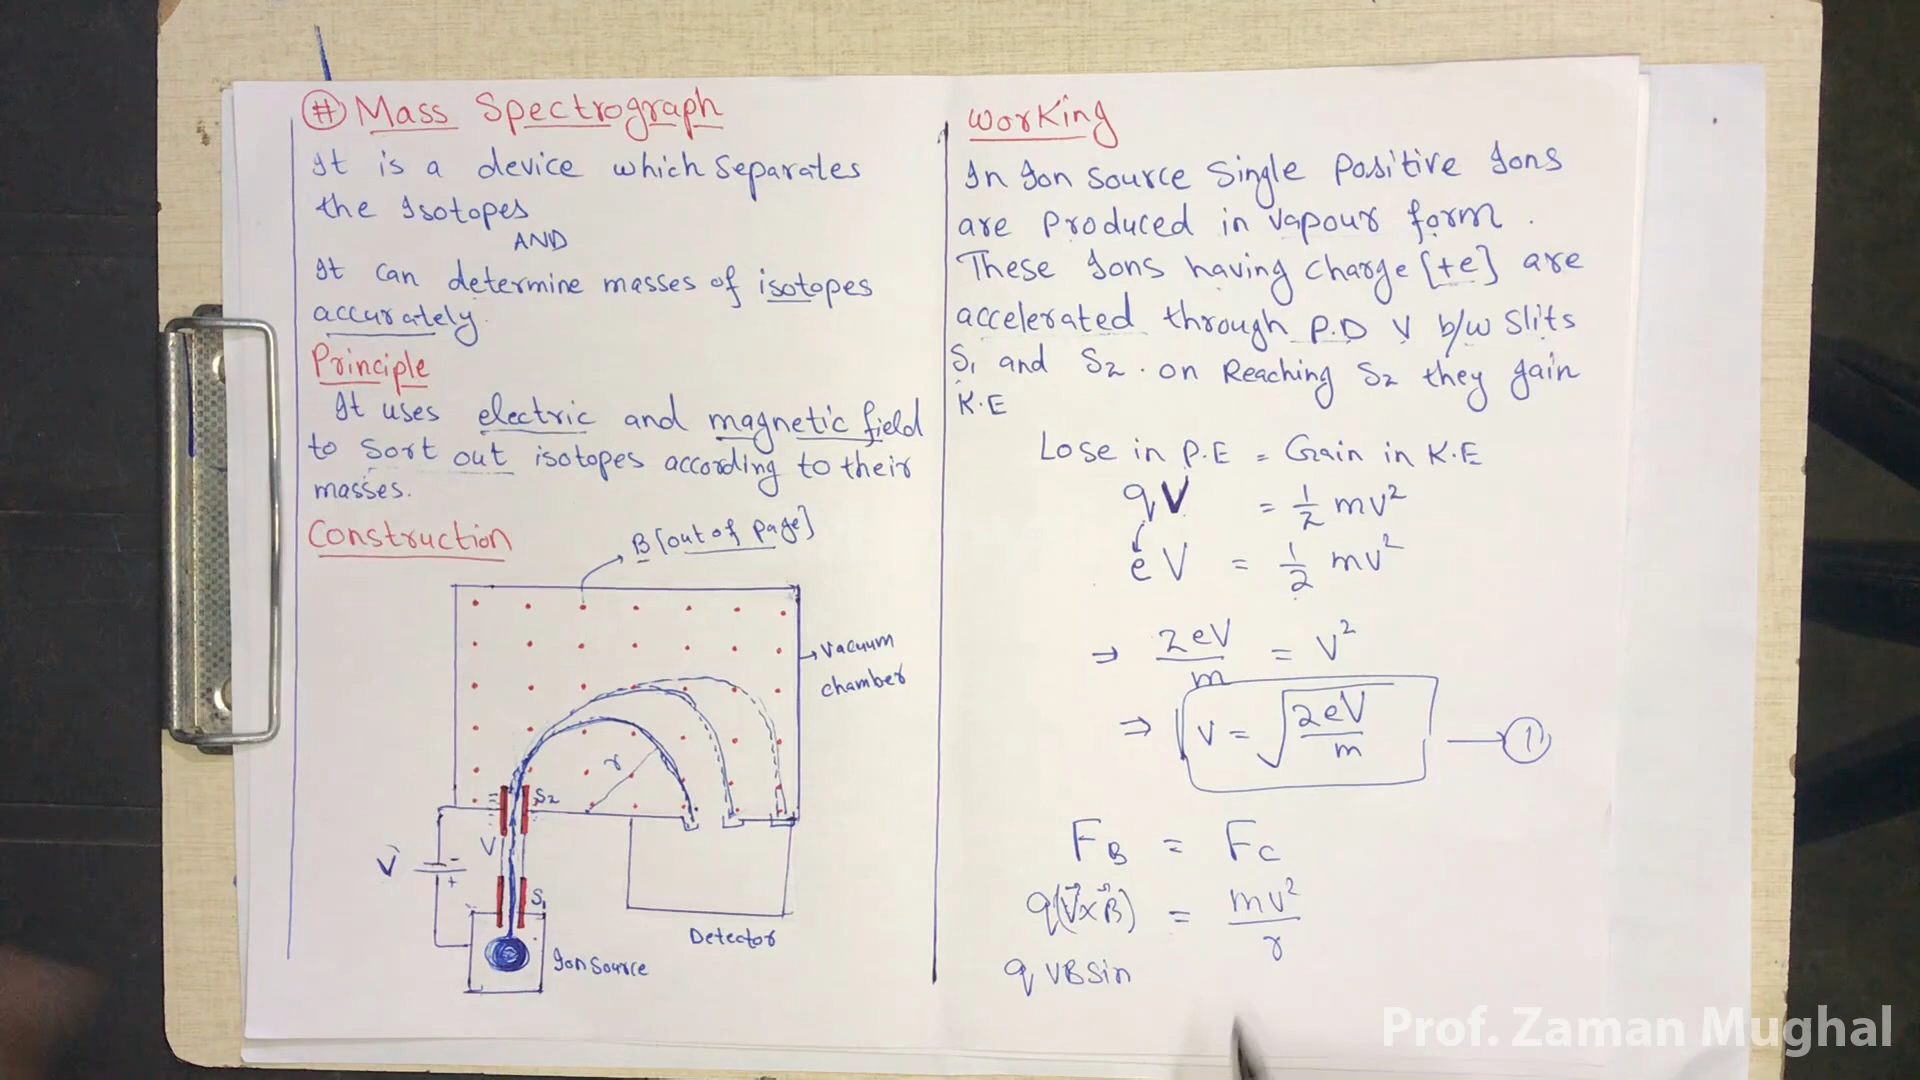 # Mass Spectrograph
It is a device which Separates
the Isotopes
AND
It can determine masses of isotopes
accurately.
Principle
It uses electric and magnetic field
to Sort out isotopes according to their
masses.
Construction
B [out of page]
Vacuum
chamber
r
S2
V
V
-
+
S1
Detector
Ion Source
Working
In Ion Source Single Positive Ions
are Produced in Vapour form.
These Ions having Charge [+e] are
accelerated through P.D V b/w Slits
S1 and S2. on Reaching S2 they gain
K.E
Lose in P.E = Gain in K.E
qV = 1/2 mv²
eV = 1/2 mv²
⇒ 2eV/m = V²
⇒ V = √(2eV/m) → 1
FB = Fc
q(V⃗×B⃗) = mv²/r
q VB Sin
Prof. Zaman Mughal